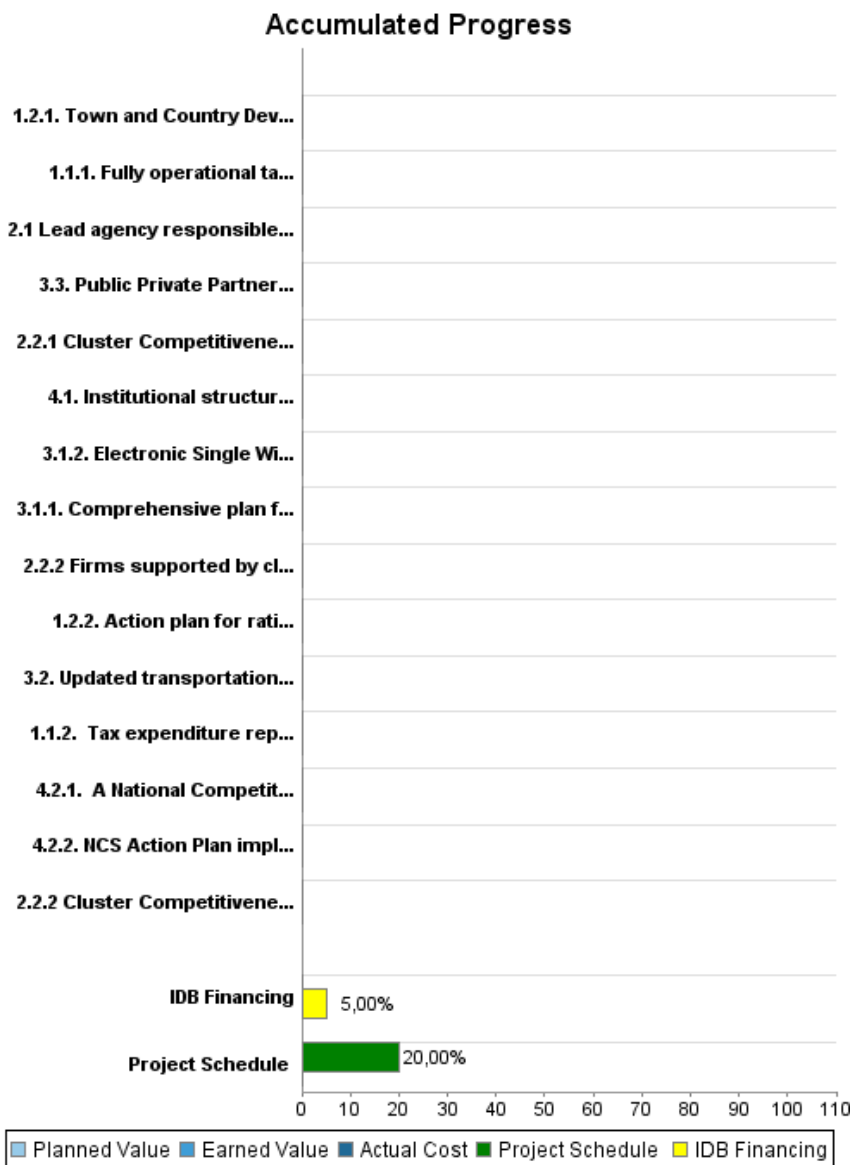 Accumulated Progress
1.2.1. Town and Country Dev...
1.1.1. Fully operational ta...
2.1 Lead agency responsible...
3.3. Public Private Partner...
2.2.1 Cluster Competitivene...
4.1. Institutional structur...
3.1.2. Electronic Single Wi...
3.1.1. Comprehensive plan f...
2.2.2 Firms supported by cl...
1.2.2. Action plan for rati...
3.2. Updated transportation...
1.1.2.  Tax expenditure rep...
4.2.1.  A National Competit...
4.2.2. NCS Action Plan impl...
2.2.2 Cluster Competitivene...
IDB Financing 5,00%
Project Schedule 20,00%
0 10 20 30 40 50 60 70 80 90 100 110
Planned Value Earned Value Actual Cost Project Schedule IDB Financing